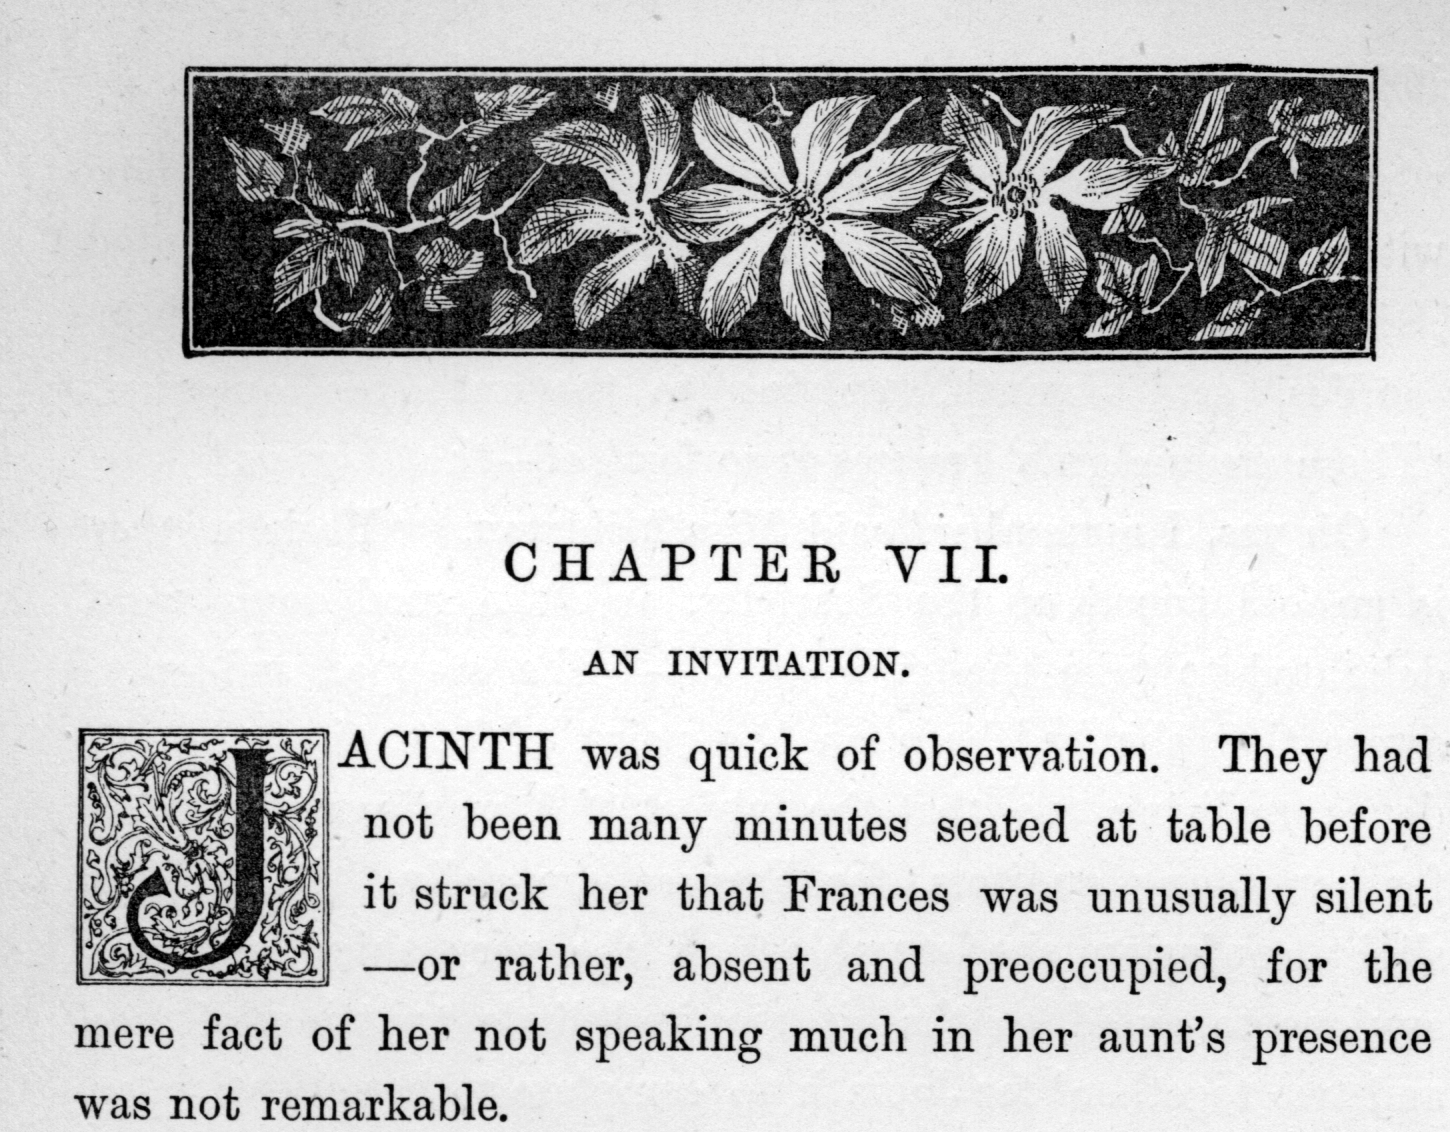 CHAPTER VII.
AN INVITATION.
JACINTH was quick of observation. They had
not been many minutes seated at table before
it struck her that Frances was unusually silent
—or rather, absent and preoccupied, for the
mere fact of her not speaking much in her aunt's presence
was not remarkable.